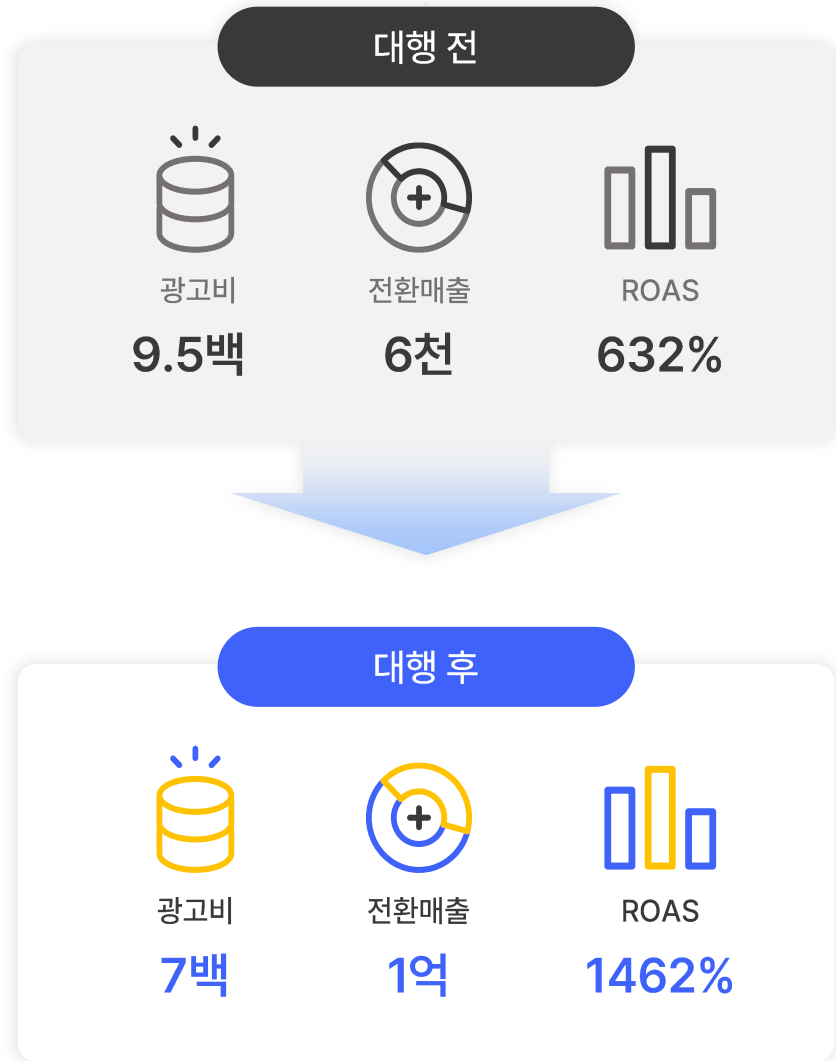 대행 전
광고비 전환매출 ROAS
9.5백 6천 632%
대행 후
광고비 전환매출 ROAS
7백 1억 1462%